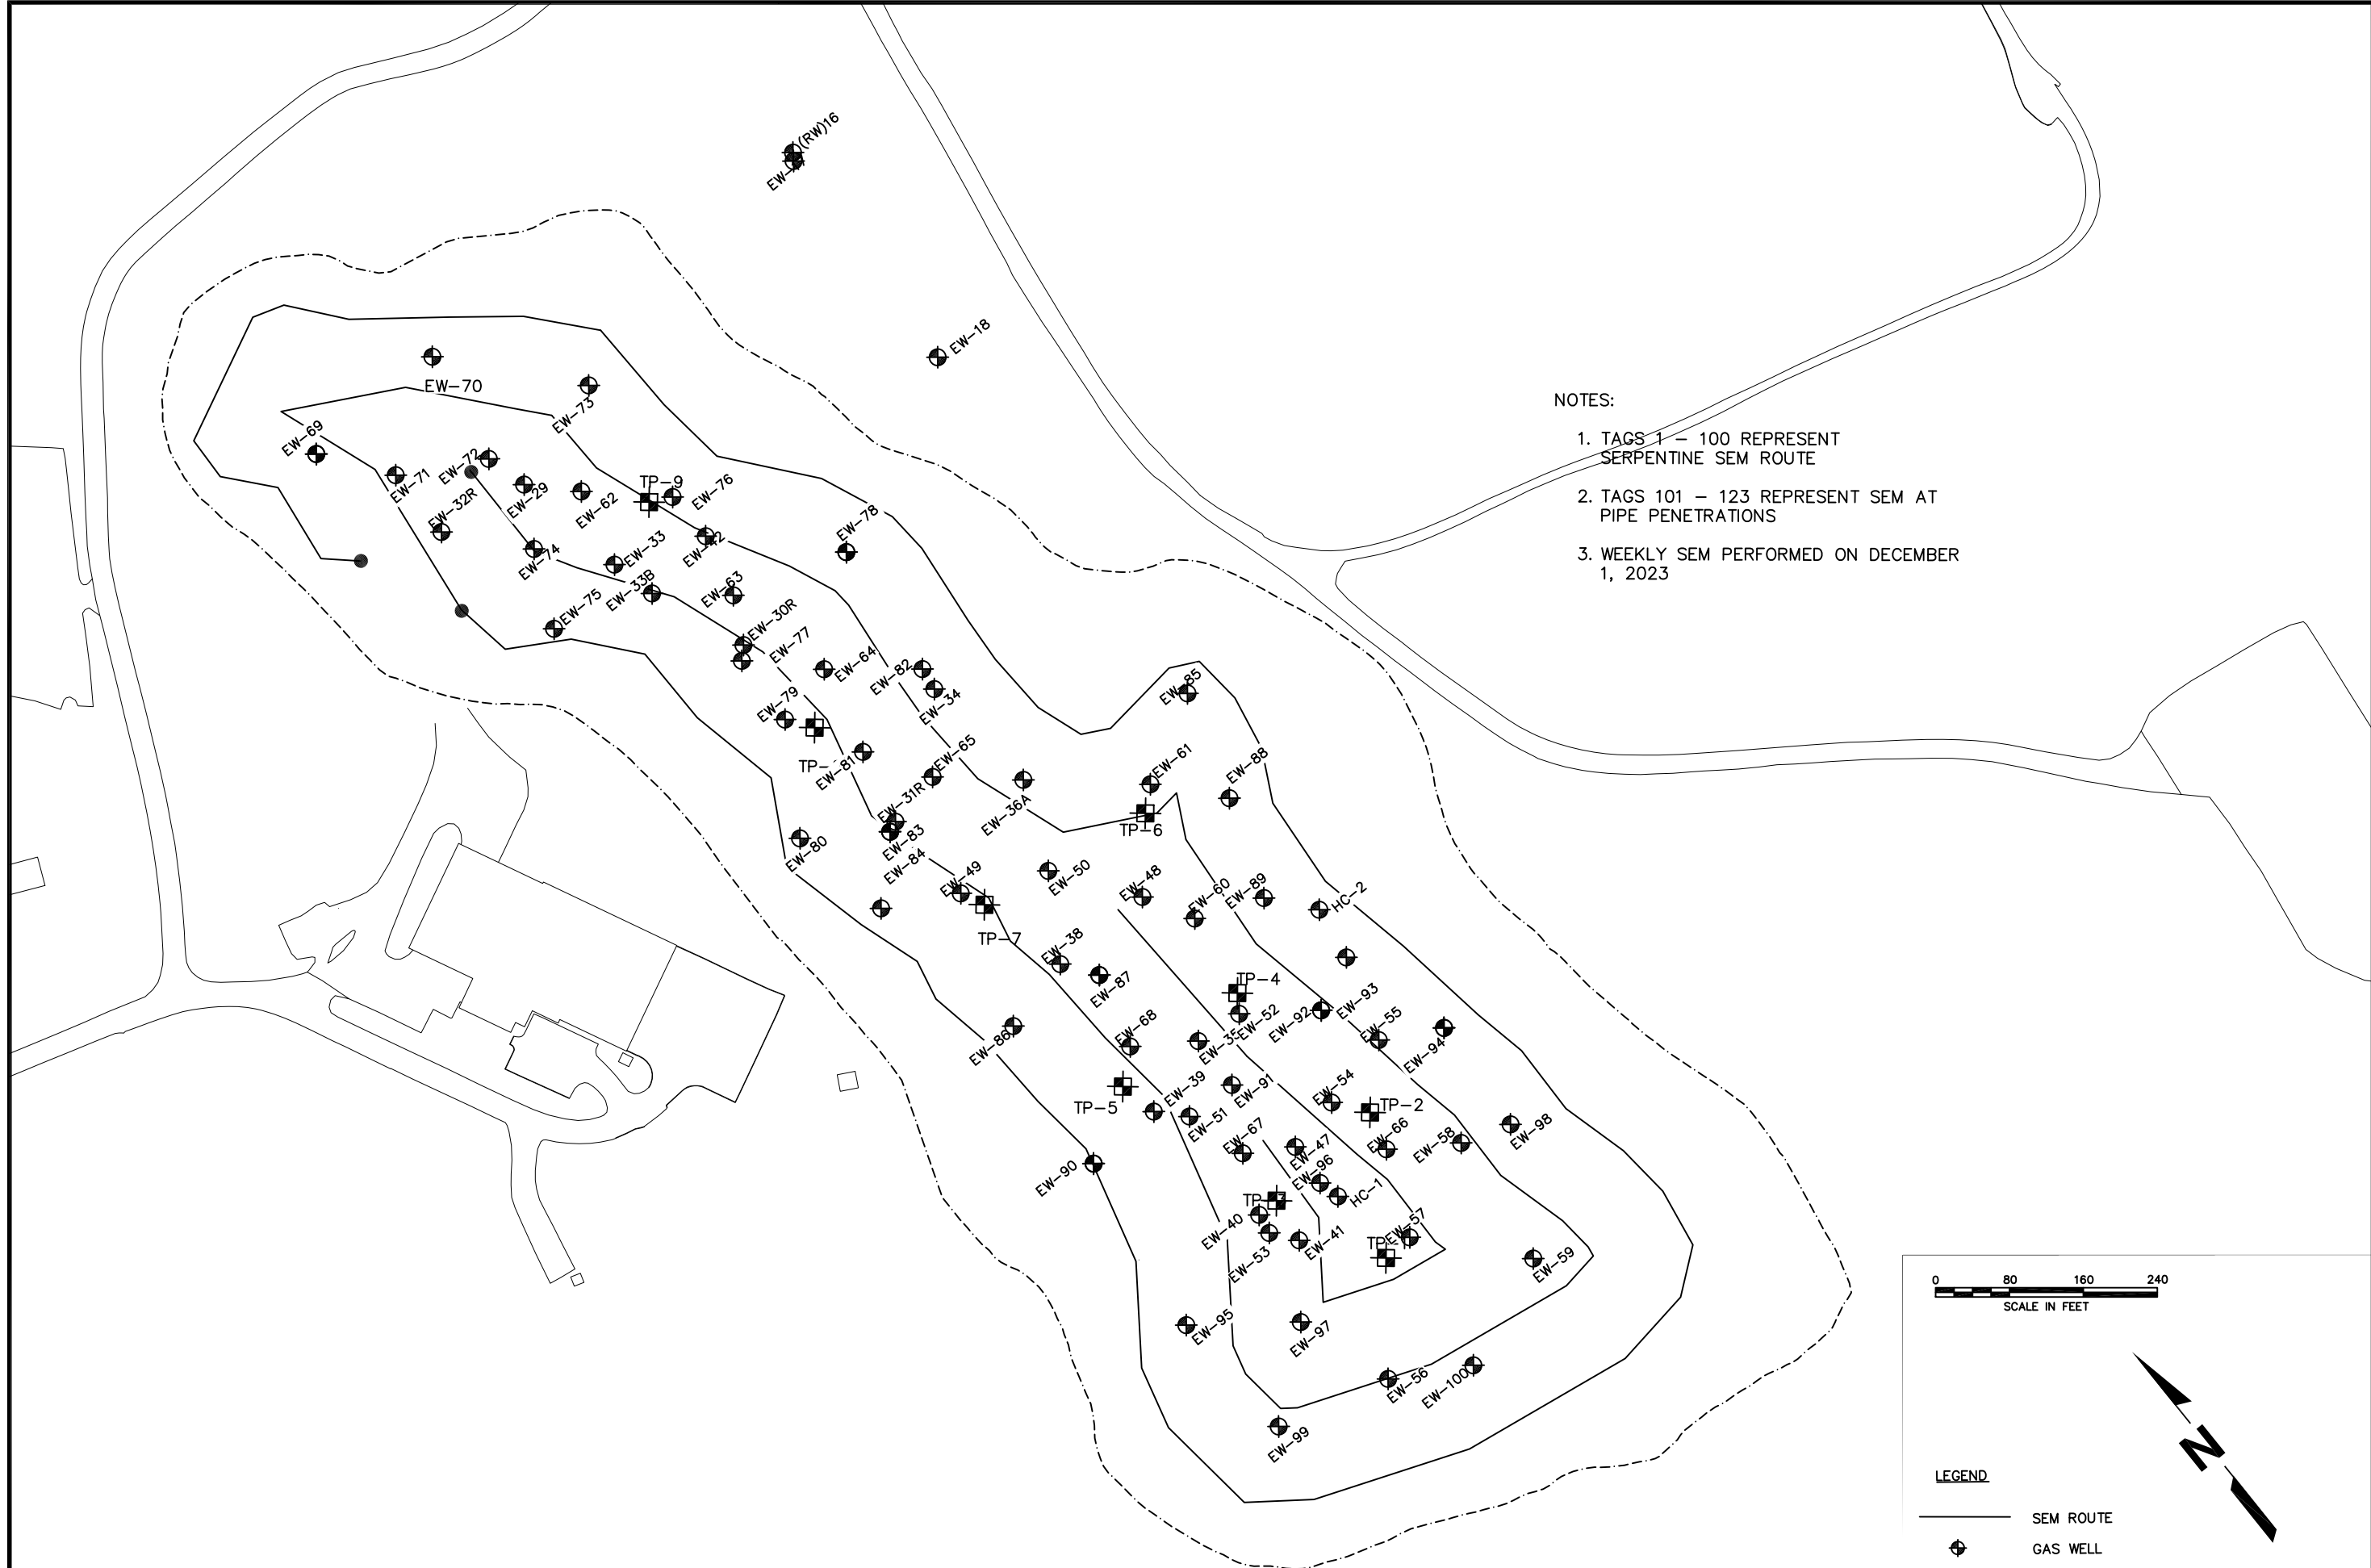 (RW)16
EW-18
NOTES:
1. TAGS 1 – 100 REPRESENT
SERPENTINE SEM ROUTE
2. TAGS 101 – 123 REPRESENT SEM AT
PIPE PENETRATIONS
3. WEEKLY SEM PERFORMED ON DECEMBER
1, 2023
EW-70
EW-73
EW-69
EW-72
EW-71
EW-29
EW-32R
EW-62
TP-9
EW-76
EW-42
EW-78
EW-74
EW-33
EW-33B
EW-63
EW-75
EW-30R
EW-77
EW-64
EW-82
EW-34
EW-79
TP-
EW-81
EW-65
EW-85
EW-31R
EW-36A
EW-61
EW-88
TP-6
EW-80
EW-83
EW-84
EW-49
EW-50
EW-48
EW-60
EW-89
HC-2
TP-7
EW-38
EW-87
TP-4
EW-86
EW-68
EW-35
EW-52
EW-92
EW-93
EW-55
EW-94
TP-5
EW-39
EW-91
EW-54
TP-2
EW-51
EW-67
EW-47
EW-66
EW-58
EW-98
EW-90
EW-96
HC-1
TP-
EW-40
EW-53
EW-41
TP-
EW-57
EW-59
EW-95
EW-97
EW-56
EW-100
EW-99
0 80 160 240
SCALE IN FEET
N
LEGEND
SEM ROUTE
GAS WELL